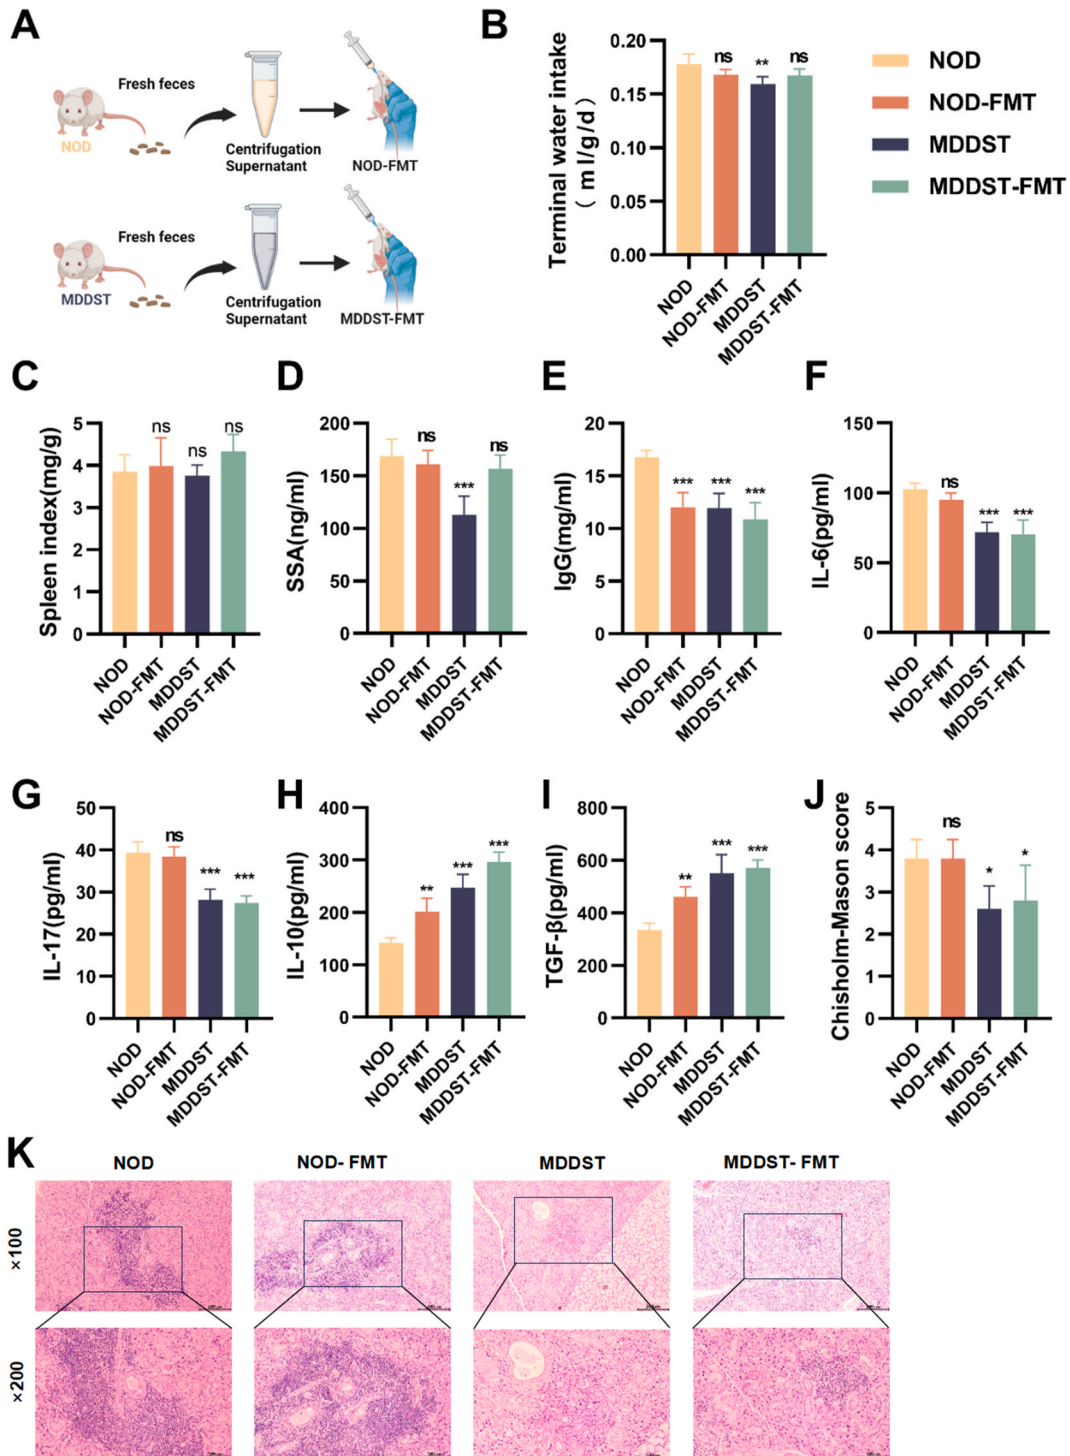 A
Fresh feces
NOD
Centrifugation
Supernatant
NOD-FMT
Fresh feces
MDDST
Centrifugation
Supernatant
MDDST-FMT
B
Terminal water intake
( ml/g/d)
0.20
0.15
0.10
0.05
0.00
ns
**
ns
NOD
NOD-FMT
MDDST
MDDST-FMT
NOD
NOD-FMT
MDDST
MDDST-FMT
C
Spleen index(mg/g)
5
4
3
2
1
0
ns
ns
ns
NOD
NOD-FMT
MDDST
MDDST-FMT
D
SSA(ng/ml)
200
150
100
50
0
ns
***
ns
NOD
NOD-FMT
MDDST
MDDST-FMT
E
IgG(mg/ml)
20
15
10
5
0
***
***
***
NOD
NOD-FMT
MDDST
MDDST-FMT
F
IL-6(pg/ml)
150
100
50
0
ns
***
***
NOD
NOD-FMT
MDDST
MDDST-FMT
G
IL-17(pg/ml)
50
40
30
20
10
0
ns
***
***
NOD
NOD-FMT
MDDST
MDDST-FMT
H
IL-10(pg/ml)
400
300
200
100
0
**
***
***
NOD
NOD-FMT
MDDST
MDDST-FMT
I
TGF-β(pg/ml)
800
600
400
200
0
**
***
***
NOD
NOD-FMT
MDDST
MDDST-FMT
J
Chisholm-Mason score
5
4
3
2
1
0
ns
*
*
NOD
NOD-FMT
MDDST
MDDST-FMT
K
NOD
NOD- FMT
MDDST
MDDST- FMT
×100
×200